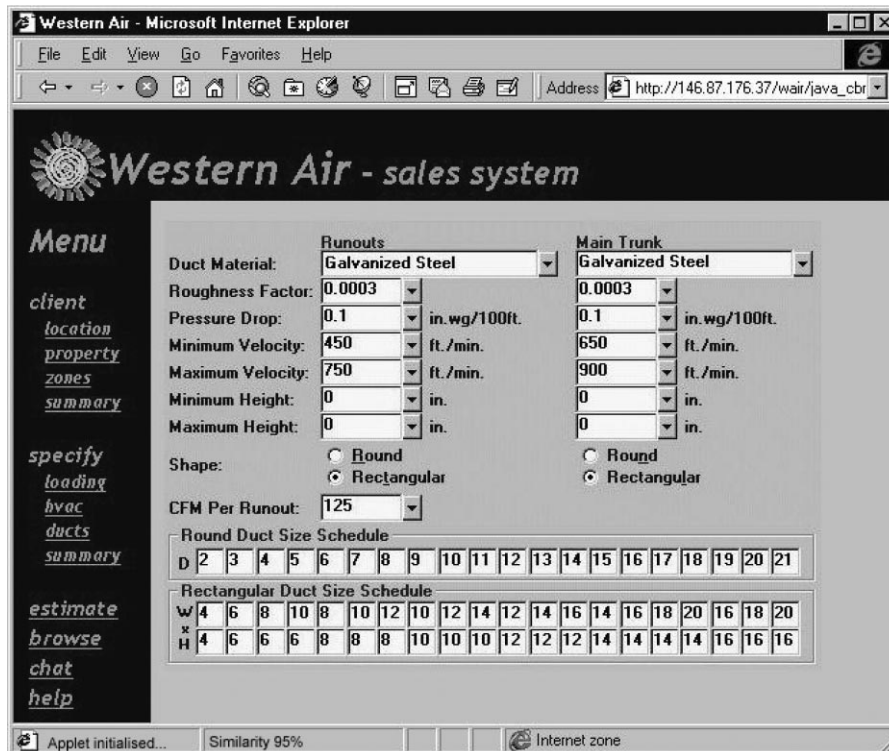 Western Air - Microsoft Internet Explorer
File Edit View Go Favorites Help
Address http://146.87.176.37/wair/java_cbr
Western Air - sales system
Menu
client
location
property
zones
summary
specify
loading
hvac
ducts
summary
estimate
browse
chat
help
Runouts Main Trunk
Duct Material: Galvanized Steel Galvanized Steel
Roughness Factor: 0.0003 0.0003
Pressure Drop: 0.1 in.wg/100ft. 0.1 in.wg/100ft.
Minimum Velocity: 450 ft./min. 650 ft./min.
Maximum Velocity: 750 ft./min. 900 ft./min.
Minimum Height: 0 in. 0 in.
Maximum Height: 0 in. 0 in.
Shape: Round Round
Rectangular Rectangular
CFM Per Runout: 125
Round Duct Size Schedule
D 2 3 4 5 6 7 8 9 10 11 12 13 14 15 16 17 18 19 20 21
Rectangular Duct Size Schedule
W 4 6 8 10 8 10 12 10 12 14 12 14 16 14 16 18 20 16 18 20
x
H 4 6 6 6 8 8 8 10 10 10 12 12 12 14 14 14 14 16 16 16
Applet initialised... Similarity 95% Internet zone